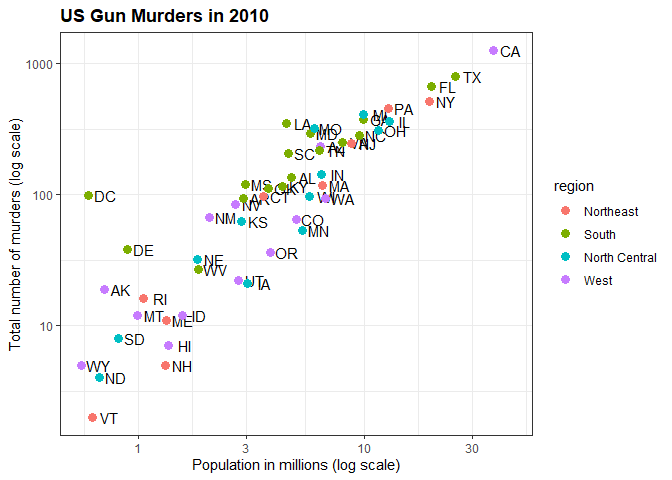 US Gun Murders in 2010
Total number of murders (log scale)
1000
100
10
CA
TX
FL
NY
PA
MI
GA
IL
OH
NC
NJ
LA
MO
MD
TN
SC
IN
AL
MA
WA
MS
KY
CT
AR
NV
NM
KS
CO
MN
DC
DE
OR
NE
WV
UT
IA
AK
RI
MT
ME
ID
SD
HI
WY
ND
NH
VT
1
3
10
30
Population in millions (log scale)
region
Northeast
South
North Central
West